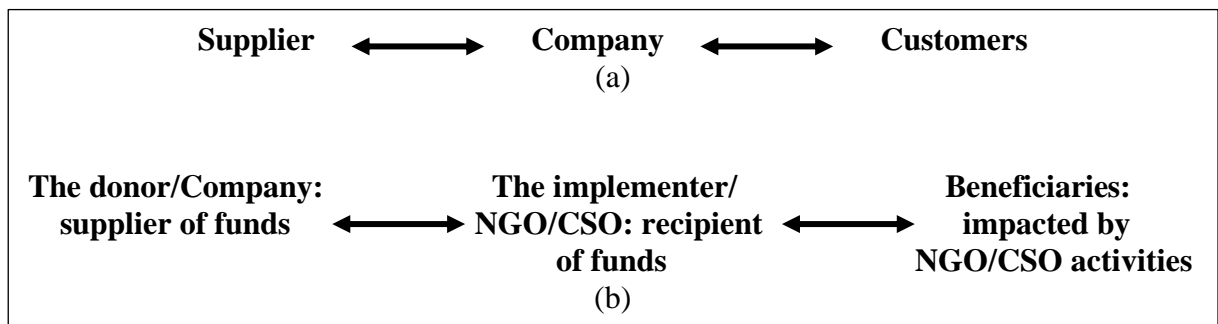 Supplier Company Customers
(a)
The donor/Company: The implementer/ Beneficiaries:
supplier of funds NGO/CSO: recipient impacted by
of funds NGO/CSO activities
(b)